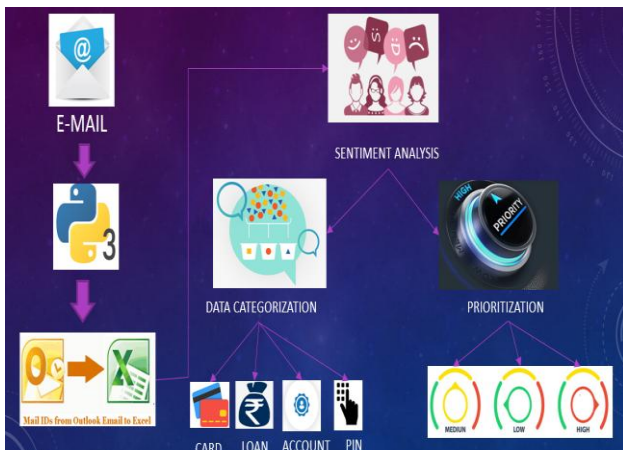 @
E-MAIL
3
Mail IDs from Outlook Email to Excel
SENTIMENT ANALYSIS
DATA CATEGORIZATION
CARD
LOAN
ACCOUNT
PIN
HIGH
PRIORITY
PRIORITIZATION
MEDIUN
LOW
HIGH